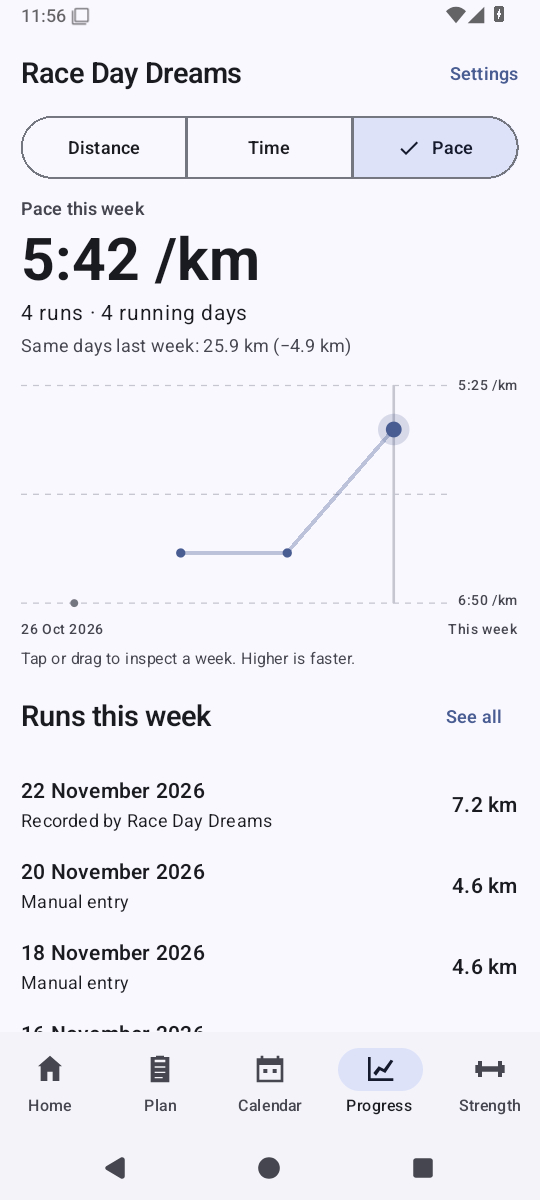 11:56
Race Day Dreams
Settings
Distance
Time
Pace
Pace this week
5:42 /km
4 runs · 4 running days
Same days last week: 25.9 km (−4.9 km)
5:25 /km
6:50 /km
26 Oct 2026
This week
Tap or drag to inspect a week. Higher is faster.
Runs this week
See all
22 November 2026
7.2 km
Recorded by Race Day Dreams
20 November 2026
4.6 km
Manual entry
18 November 2026
4.6 km
Manual entry
16 November 2026
Home
Plan
Calendar
Progress
Strength